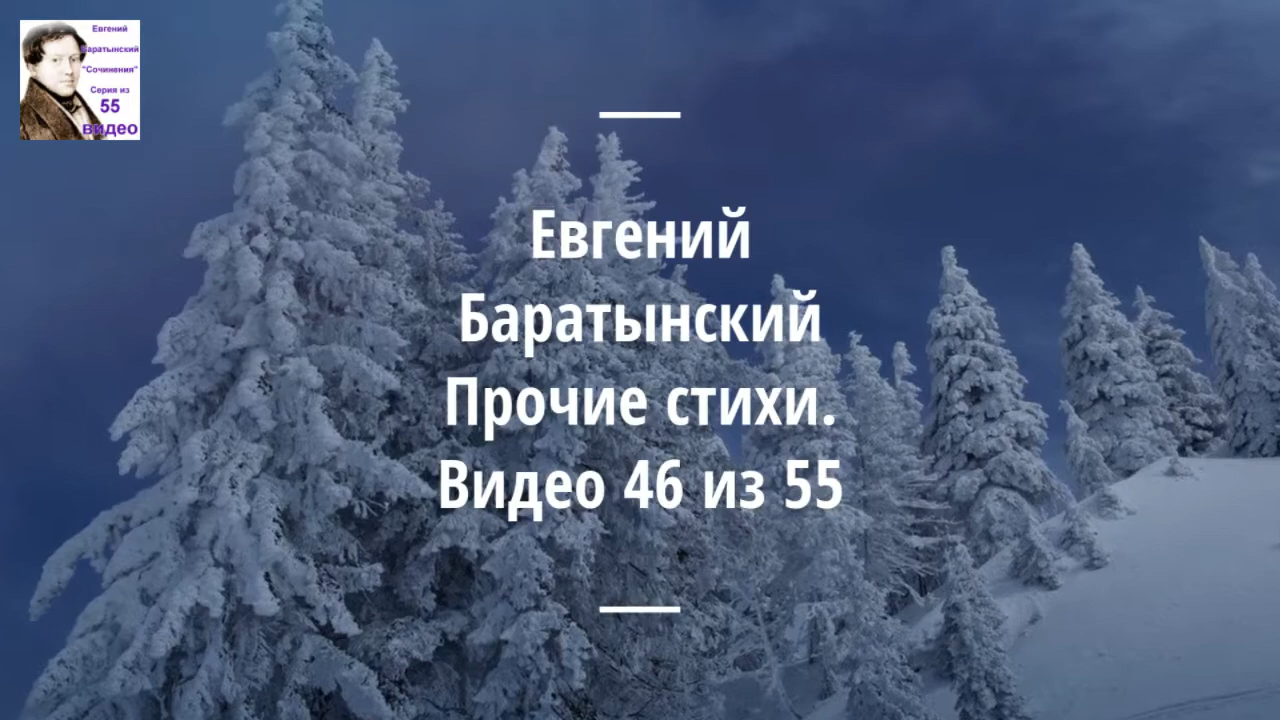 Евгений
Баратынский
"Сочинения"
Серия из
55
видео
Евгений
Баратынский
Прочие стихи.
Видео 46 из 55